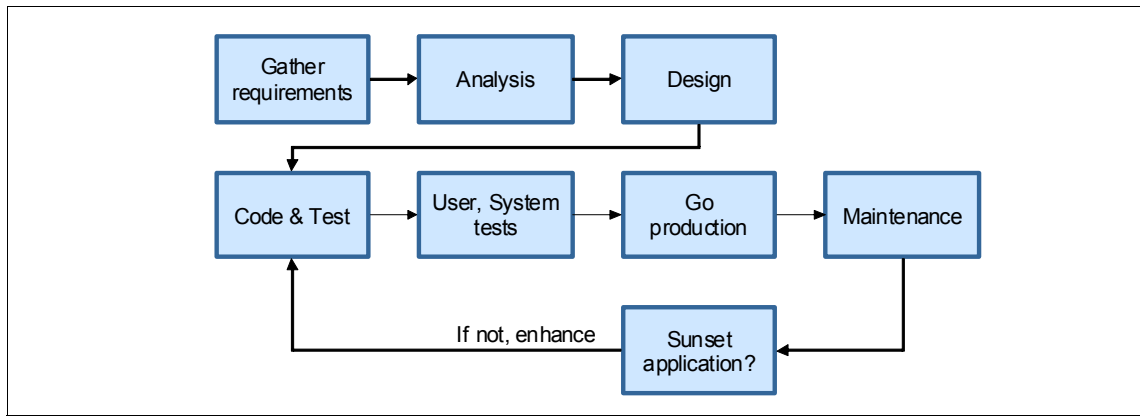 Gather
requirements
Analysis
Design
Code & Test
User, System
tests
Go
production
Maintenance
If not, enhance
Sunset
application?